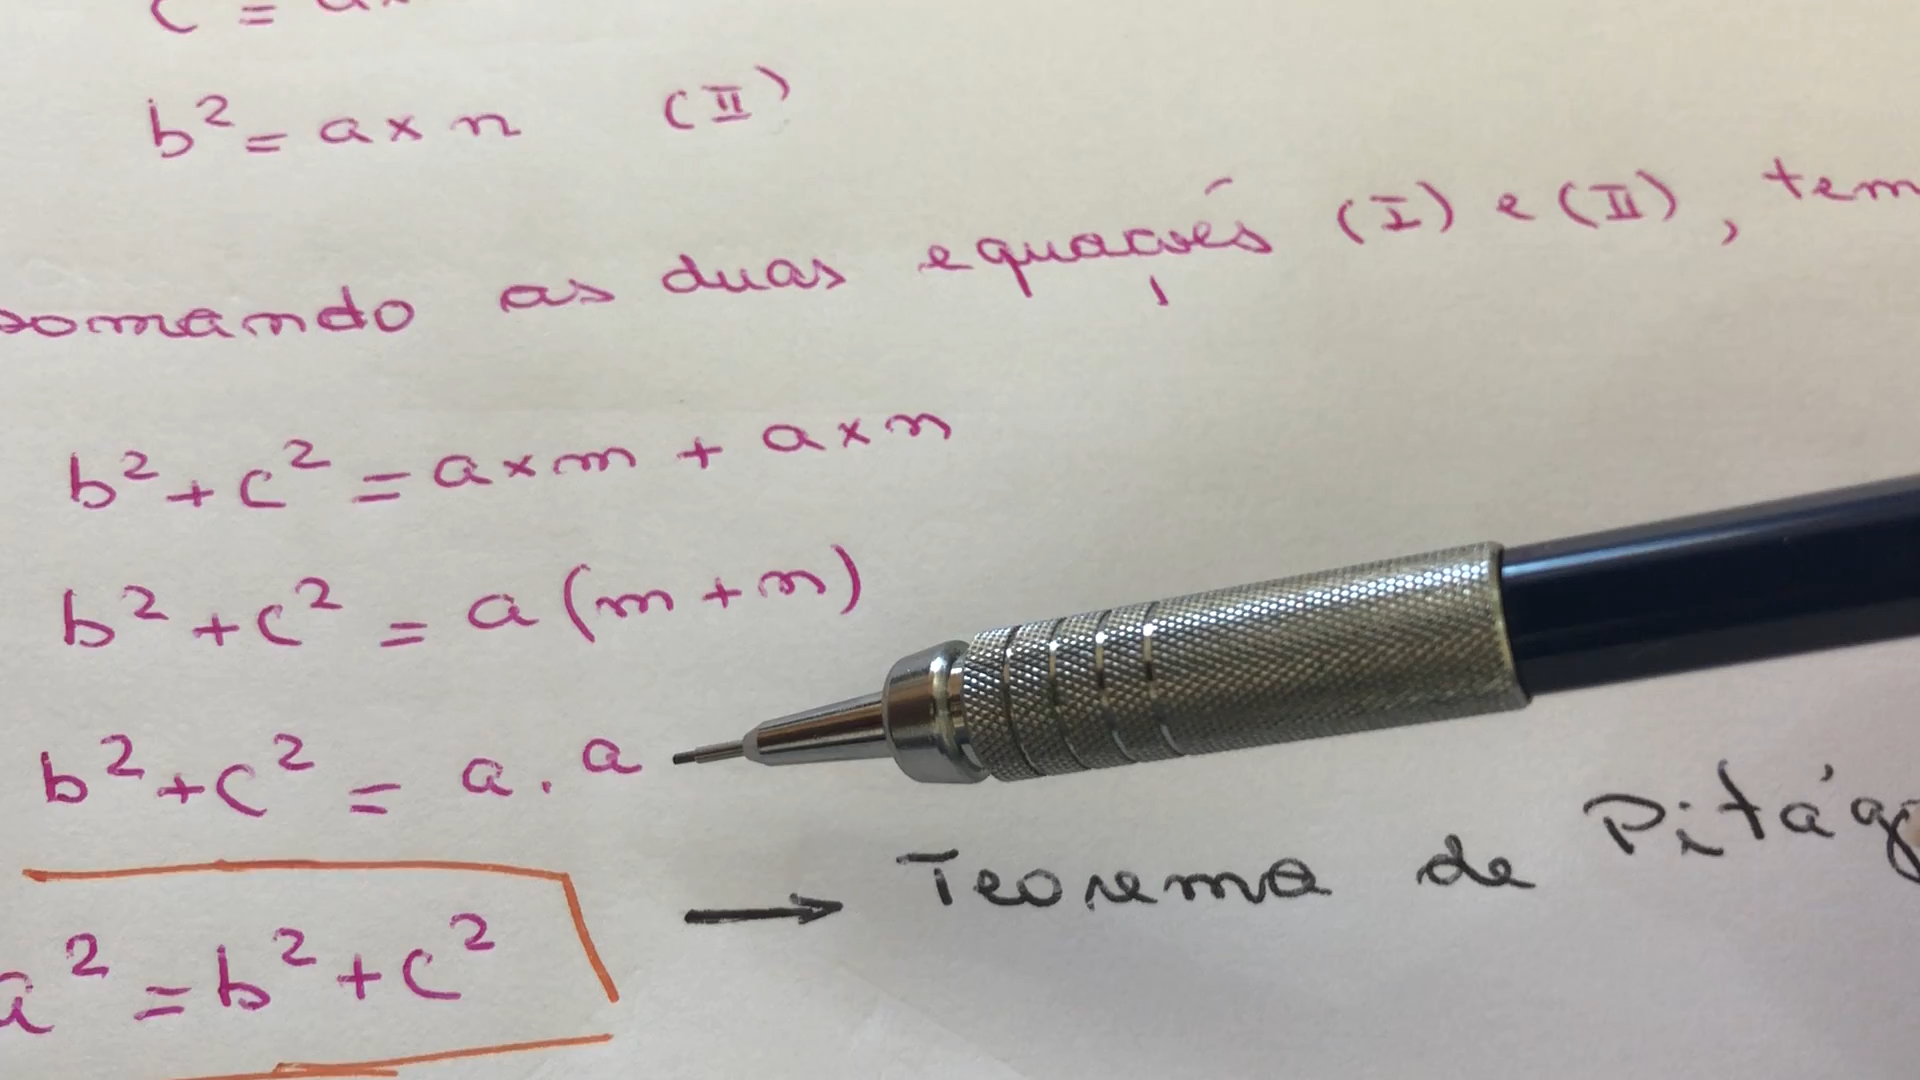 b² = a x n (II)
somando as duas equações (I) e (II), tem
b² + c² = a x m + a x n
b² + c² = a (m + n)
b² + c² = a . a
a² = b² + c² → Teorema de Pitág